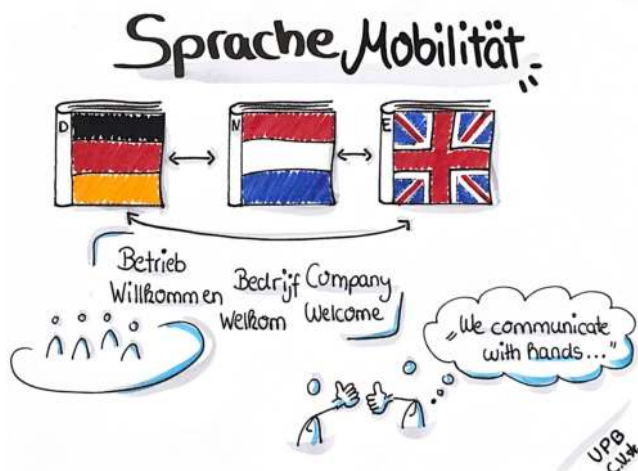 Sprache Mobilität
D
N
E
Betrieb
Willkommen
Bedrijf
Welkom
Company
Welcome
"We communicate
with hands..."
UPB